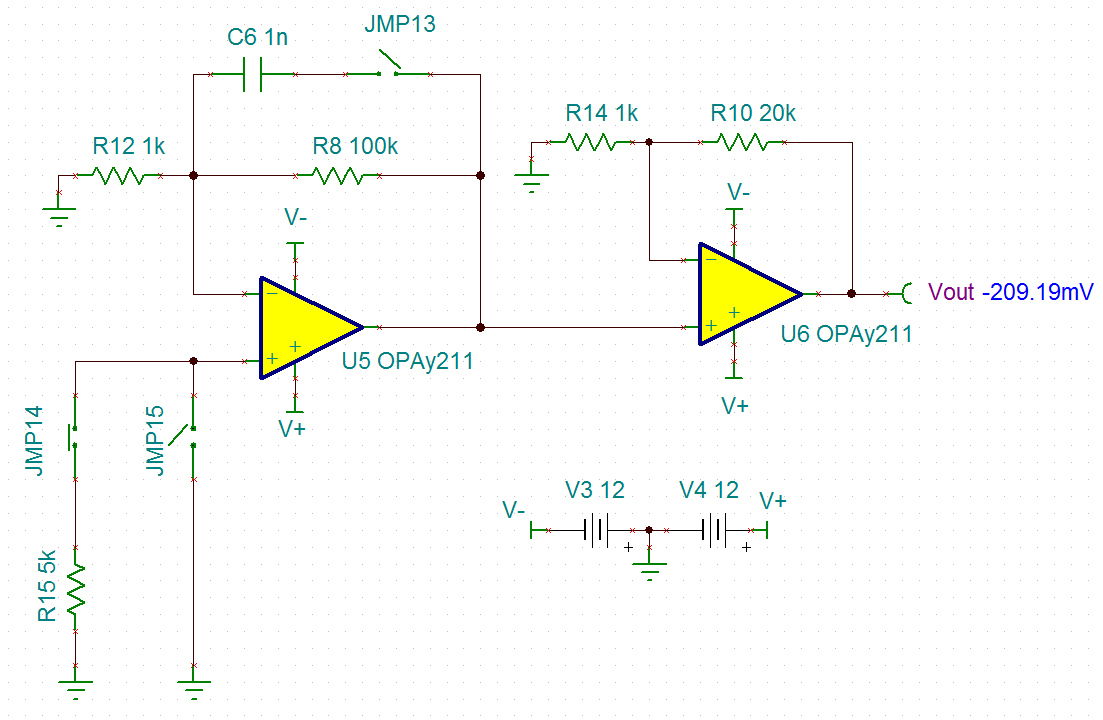 C6 1n
JMP13
R12 1k
R8 100k
R14 1k
R10 20k
V-
V-
Vout -209.19mV
U5 OPAy211
U6 OPAy211
V+
V+
JMP14
JMP15
V3 12
V4 12
V-
V+
R15 5k